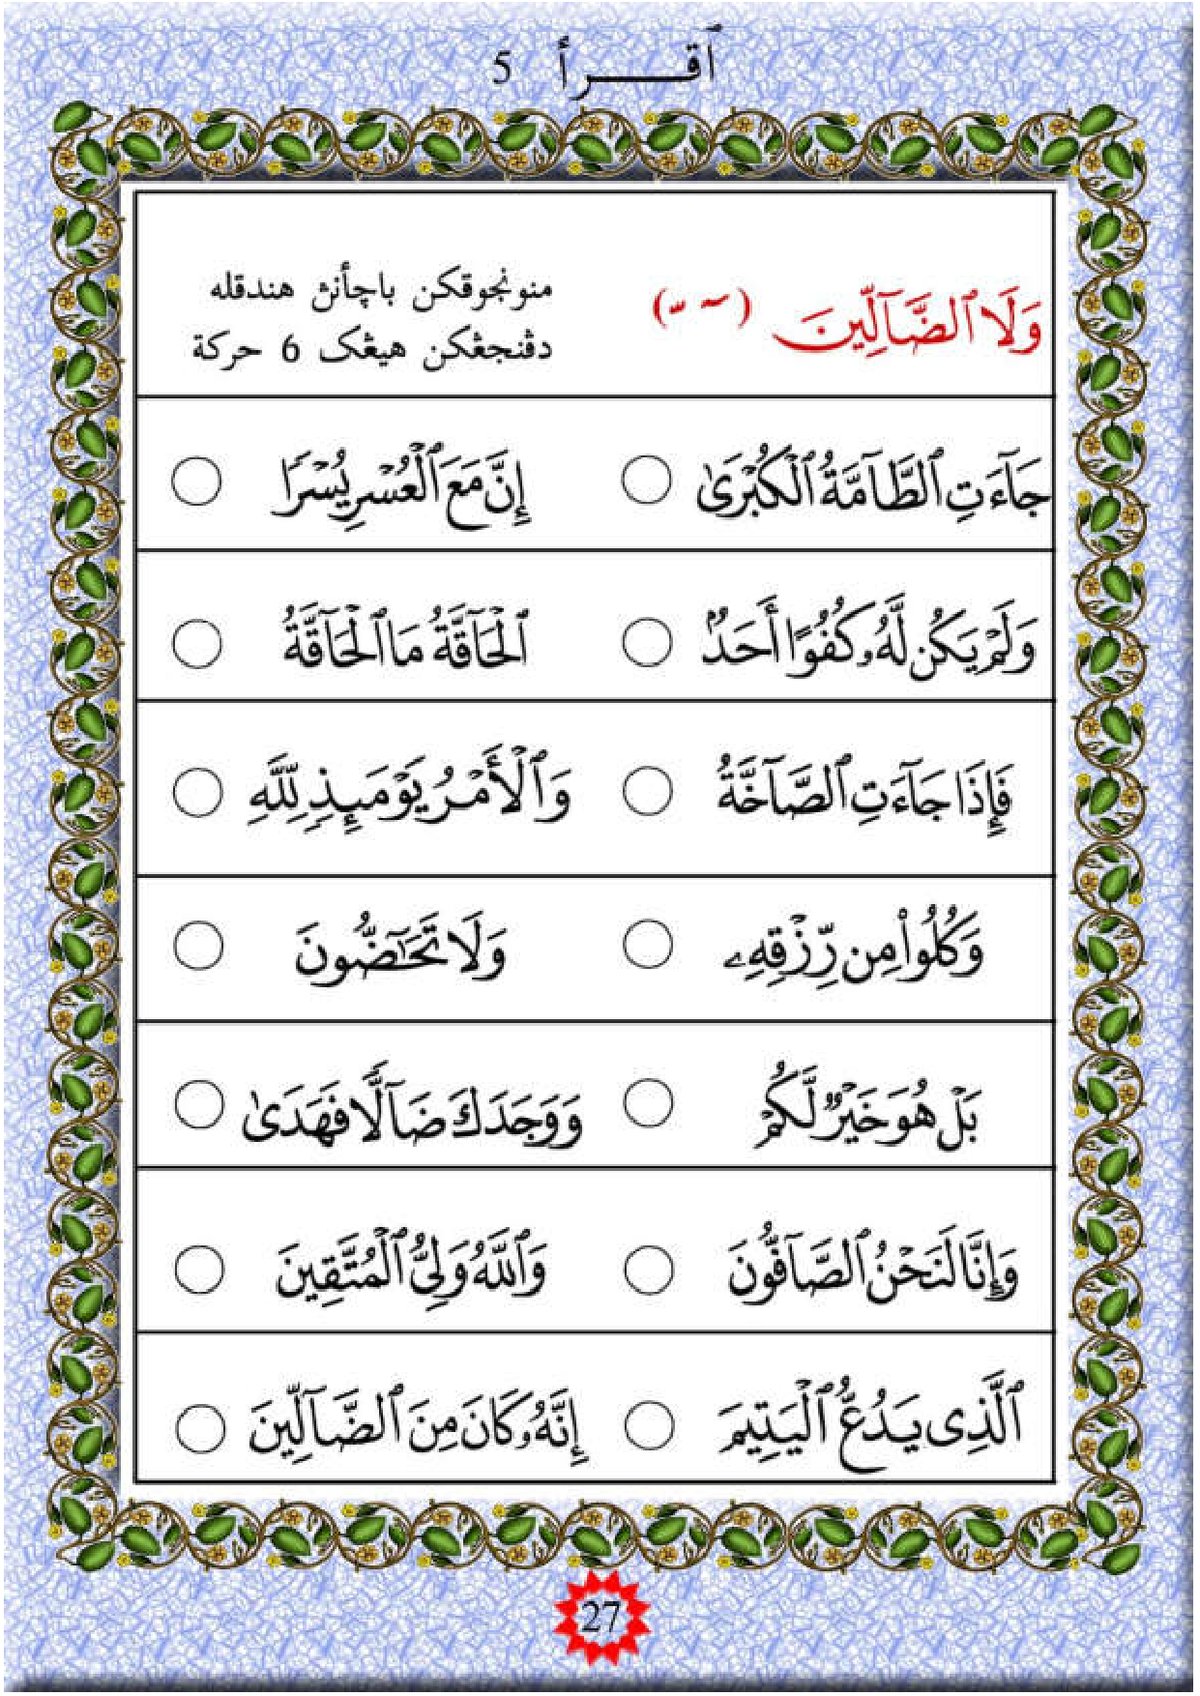 ٱقـــــرأ 5
وَلَا ٱلضَّآلِّينَ ( ـٓ ـّ )
منونجوقكن باچأنڽ هندقله
دڤنجڠكن هيڠݢ 6 حركة
جَآءَتِ ٱلطَّآمَّةُ ٱلْكُبْرَىٰ
إِنَّ مَعَ ٱلْعُسْرِ يُسْرًا
وَلَمْ يَكُن لَّهُۥ كُفُوًا أَحَدٌۢ
ٱلْحَآقَّةُ مَا ٱلْحَآقَّةُ
فَإِذَا جَآءَتِ ٱلصَّآخَّةُ
وَٱلْأَمْرُ يَوْمَئِذٍ لِّلَّهِ
وَكُلُوا۟ مِن رِّزْقِهِۦ
وَلَا تَحَٰٓضُّونَ
بَلْ هُوَ خَيْرٌ لَّكُمْ
وَوَجَدَكَ ضَآلًّا فَهَدَىٰ
وَإِنَّا لَنَحْنُ ٱلصَّآفُّونَ
وَٱللَّهُ وَلِىُّ ٱلْمُتَّقِينَ
ٱلَّذِى يَدُعُّ ٱلْيَتِيمَ
إِنَّهُۥ كَانَ مِنَ ٱلضَّآلِّينَ
27